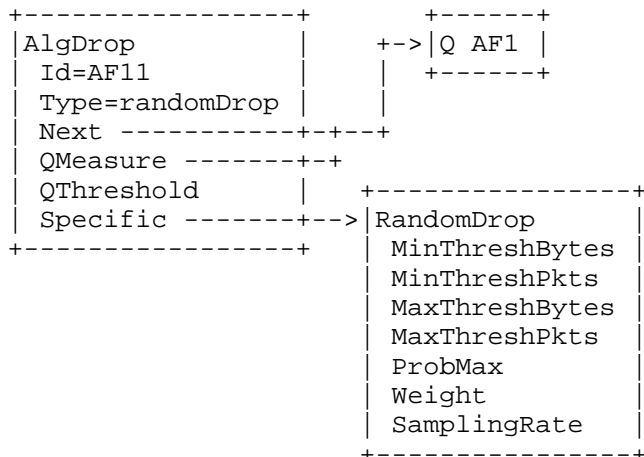 +-----------------+       +------+
|AlgDrop          |    +->|Q AF1 |
| Id=AF11         |    |  +------+
| Type=randomDrop |    |
| Next -----------+-+--+
| QMeasure -------+-+
| QThreshold      |   +----------------+
| Specific -------+-->|RandomDrop      |
+-----------------+   | MinThreshBytes |
                      | MinThreshPkts  |
                      | MaxThreshBytes |
                      | MaxThreshPkts  |
                      | ProbMax        |
                      | Weight         |
                      | SamplingRate   |
                      +----------------+